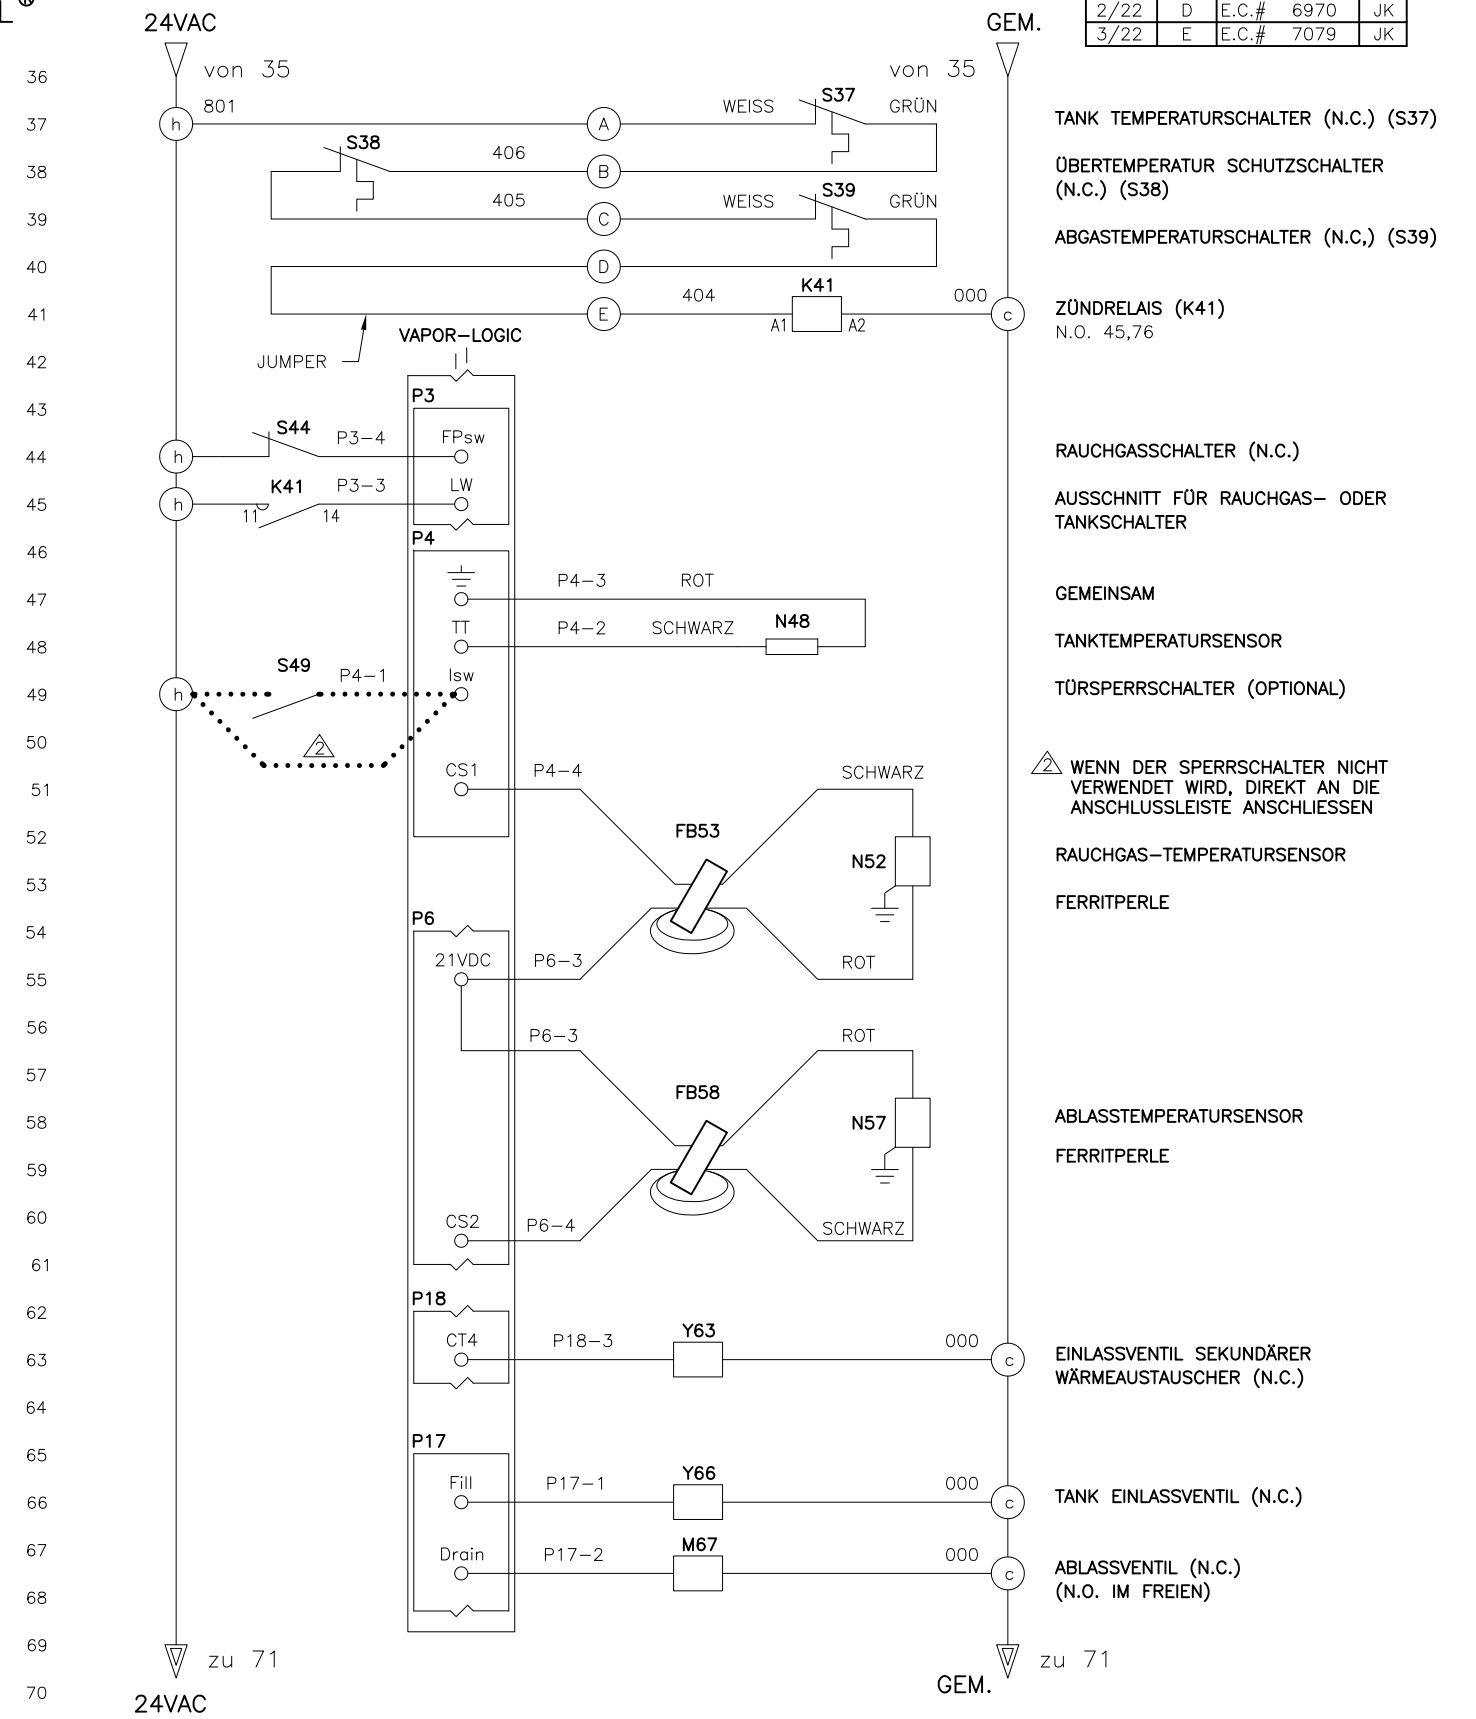 L®
2/22 D E.C.# 6970 JK
3/22 E E.C.# 7079 JK
24VAC GEM.
36 von 35 von 35
801 WEISS S37 GRÜN
37 h A TANK TEMPERATURSCHALTER (N.C.) (S37)
S38 406
38 B ÜBERTEMPERATUR SCHUTZSCHALTER
(N.C.) (S38)
405 WEISS S39 GRÜN
39 C
ABGASTEMPERATURSCHALTER (N.C,) (S39)
40 D
404 K41 000
41 E A1 A2 c ZÜNDRELAIS (K41)
N.O. 45,76
VAPOR-LOGIC
42 JUMPER
P3
43
S44 P3-4 FPsw
44 h RAUCHGASSCHALTER (N.C.)
K41 P3-3 LW
45 h 11 14 AUSSCHNITT FÜR RAUCHGAS- ODER
TANKSCHALTER
P4
46
P4-3 ROT
47 GEMEINSAM
TT P4-2 SCHWARZ N48
48 TANKTEMPERATURSENSOR
S49 P4-1 Isw
49 h TÜRSPERRSCHALTER (OPTIONAL)
50 2
2 WENN DER SPERRSCHALTER NICHT
VERWENDET WIRD, DIREKT AN DIE
ANSCHLUSSLEISTE ANSCHLIESSEN
CS1 P4-4 SCHWARZ
51
52 FB53 N52 RAUCHGAS-TEMPERATURSENSOR
53 FERRITPERLE
P6
54
21VDC P6-3 ROT
55
56 P6-3 ROT
57
FB58
58 N57 ABLASSTEMPERATURSENSOR
59 FERRITPERLE
60 CS2 P6-4 SCHWARZ
61
P18
62
CT4 P18-3 Y63 000
63 c EINLASSVENTIL SEKUNDÄRER
WÄRMEAUSTAUSCHER (N.C.)
64
P17
65
Fill P17-1 Y66 000
66 c TANK EINLASSVENTIL (N.C.)
67 Drain P17-2 M67 000
c ABLASSVENTIL (N.C.)
68 (N.O. IM FREIEN)
69 zu 71 zu 71
70 24VAC GEM.